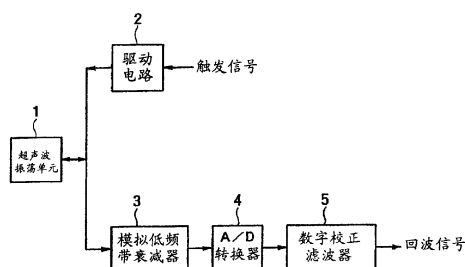 2
驱动
电路
触发信号
1
超声波
振荡单元
3
模拟低频
带衰减器
4
A/D
转换器
5
数字校正
滤波器
回波信号